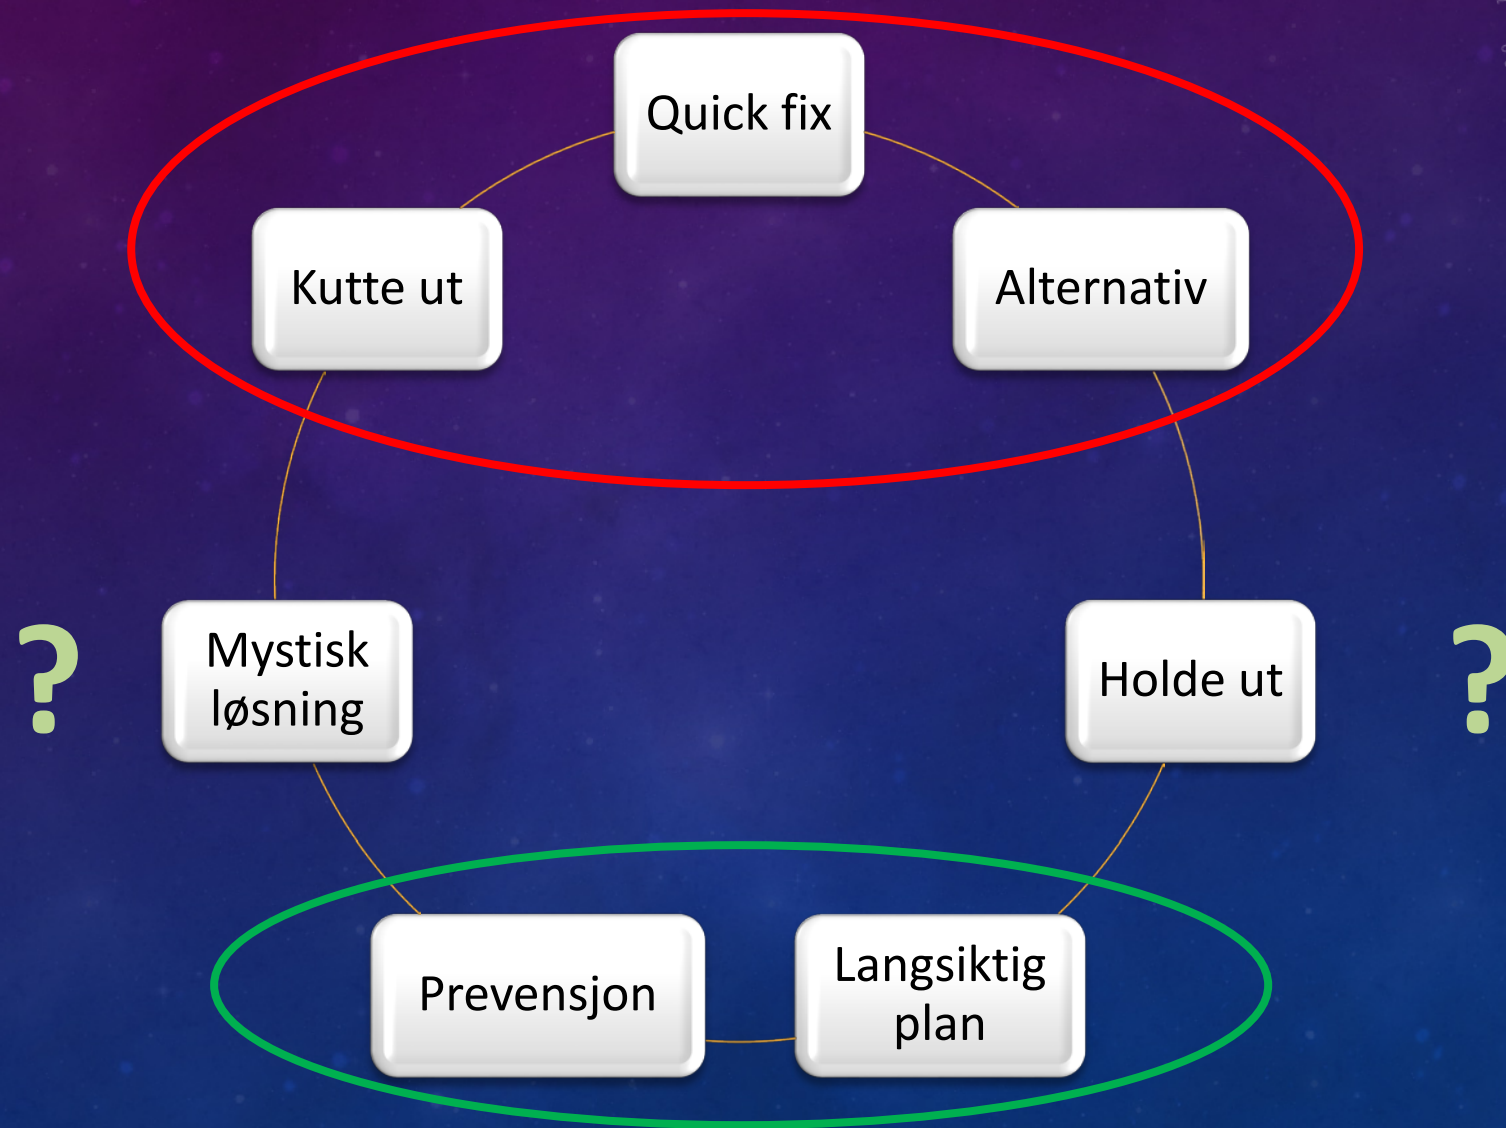 Quick fix
Kutte ut
Alternativ
?
Mystisk
løsning
Holde ut
?
Prevensjon
Langsiktig
plan